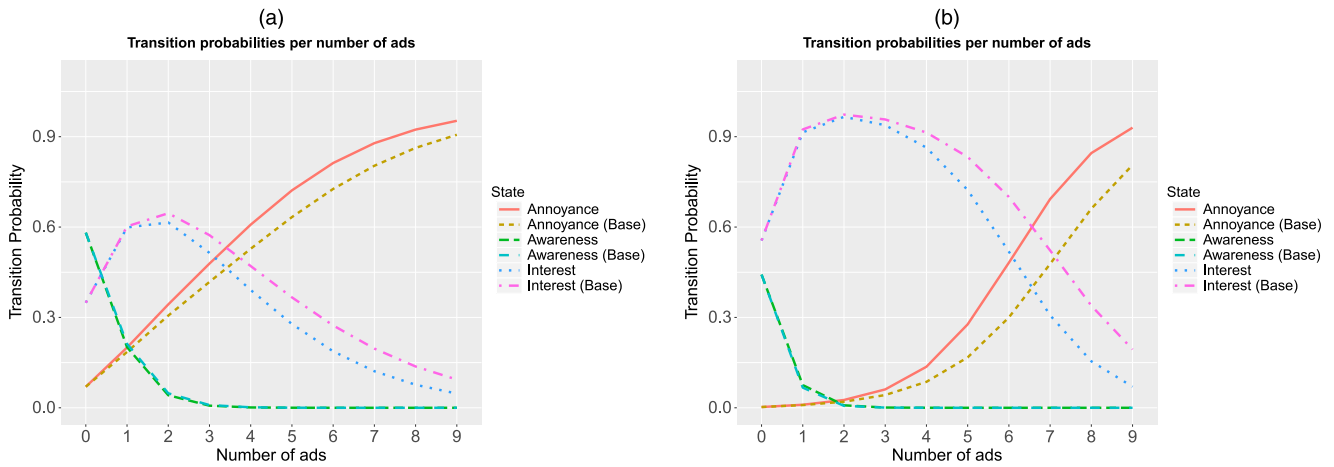 (a)
Transition probabilities per number of ads
Transition Probability
0.9
0.6
0.3
0.0
0 1 2 3 4 5 6 7 8 9
Number of ads
State
Annoyance
Annoyance (Base)
Awareness
Awareness (Base)
Interest
Interest (Base)
(b)
Transition probabilities per number of ads
Transition Probability
0.9
0.6
0.3
0.0
0 1 2 3 4 5 6 7 8 9
Number of ads
State
Annoyance
Annoyance (Base)
Awareness
Awareness (Base)
Interest
Interest (Base)